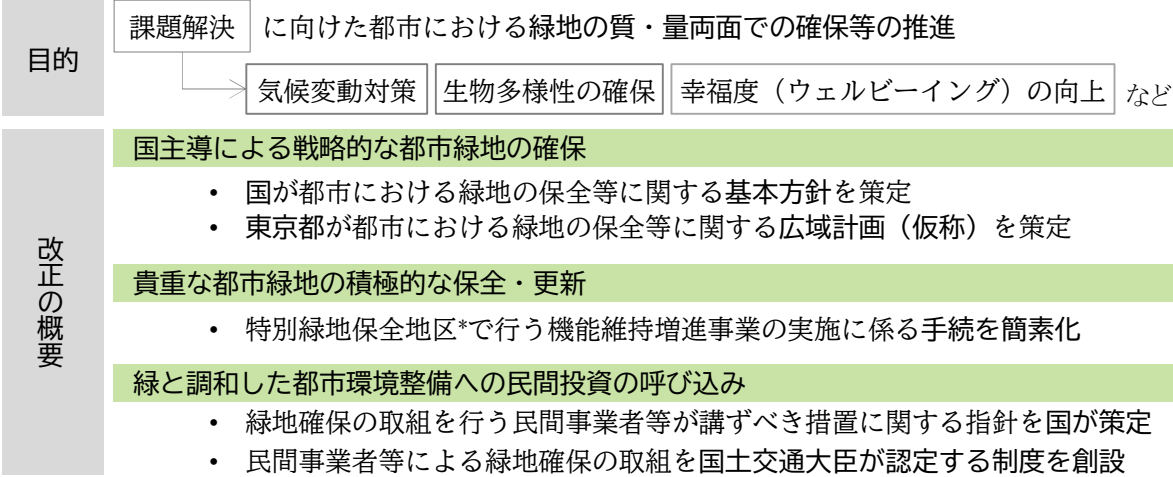 目的
課題解決 に向けた都市における緑地の質・量両面での確保等の推進
気候変動対策 生物多様性の確保 幸福度（ウェルビーイング）の向上 など
改正の概要
国主導による戦略的な都市緑地の確保
• 国が都市における緑地の保全等に関する基本方針を策定
• 東京都が都市における緑地の保全等に関する広域計画（仮称）を策定
貴重な都市緑地の積極的な保全・更新
• 特別緑地保全地区*で行う機能維持増進事業の実施に係る手続を簡素化
緑と調和した都市環境整備への民間投資の呼び込み
• 緑地確保の取組を行う民間事業者等が講ずべき措置に関する指針を国が策定
• 民間事業者等による緑地確保の取組を国土交通大臣が認定する制度を創設